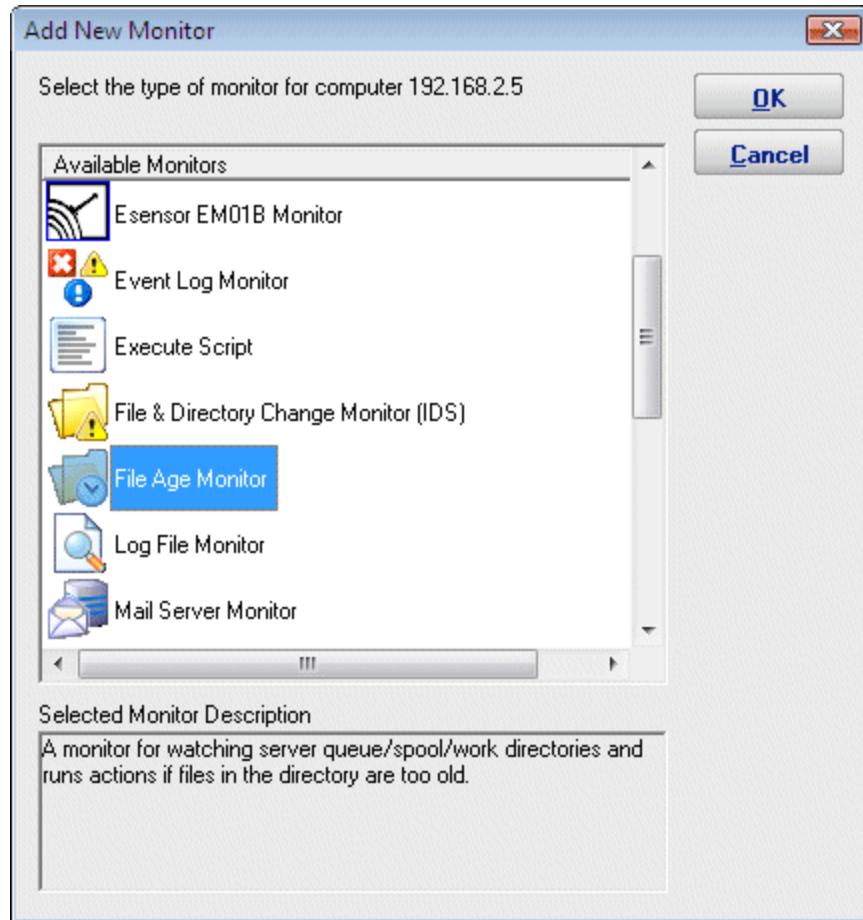 Add New Monitor
Select the type of monitor for computer 192.168.2.5
OK
Cancel
Available Monitors
Esensor EM01B Monitor
Event Log Monitor
Execute Script
File & Directory Change Monitor (IDS)
File Age Monitor
Log File Monitor
Mail Server Monitor
Selected Monitor Description
A monitor for watching server queue/spool/work directories and
runs actions if files in the directory are too old.